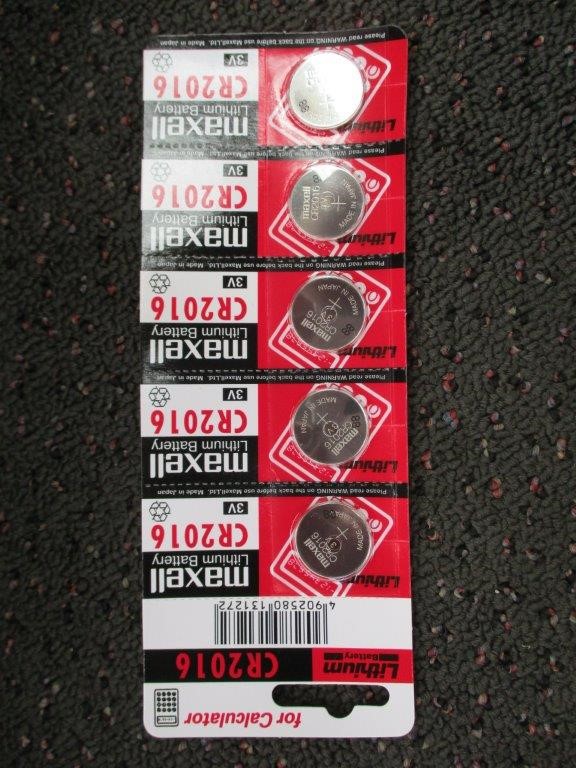 for Calculator
Lithium Battery
CR2016
4 902580 131272
Lithium
maxell
Lithium Battery
CR2016
3V
maxell
CR2016
MADE IN JAPAN
Please read WARNING on the back before use Maxell,Ltd. Made in Japan
Lithium
maxell
Lithium Battery
CR2016
3V
maxell
CR2016
MADE IN JAPAN
Please read WARNING on the back before use Maxell,Ltd. Made in Japan
Lithium
maxell
Lithium Battery
CR2016
3V
maxell
CR2016
MADE IN JAPAN
Please read WARNING on the back before use Maxell,Ltd. Made in Japan
Lithium
maxell
Lithium Battery
CR2016
3V
maxell
CR2016
MADE IN JAPAN
Please read WARNING on the back before use Maxell,Ltd. Made in Japan
Lithium
maxell
Lithium Battery
CR2016
3V
Please read WARNING on the back before use Maxell,Ltd. Made in Japan